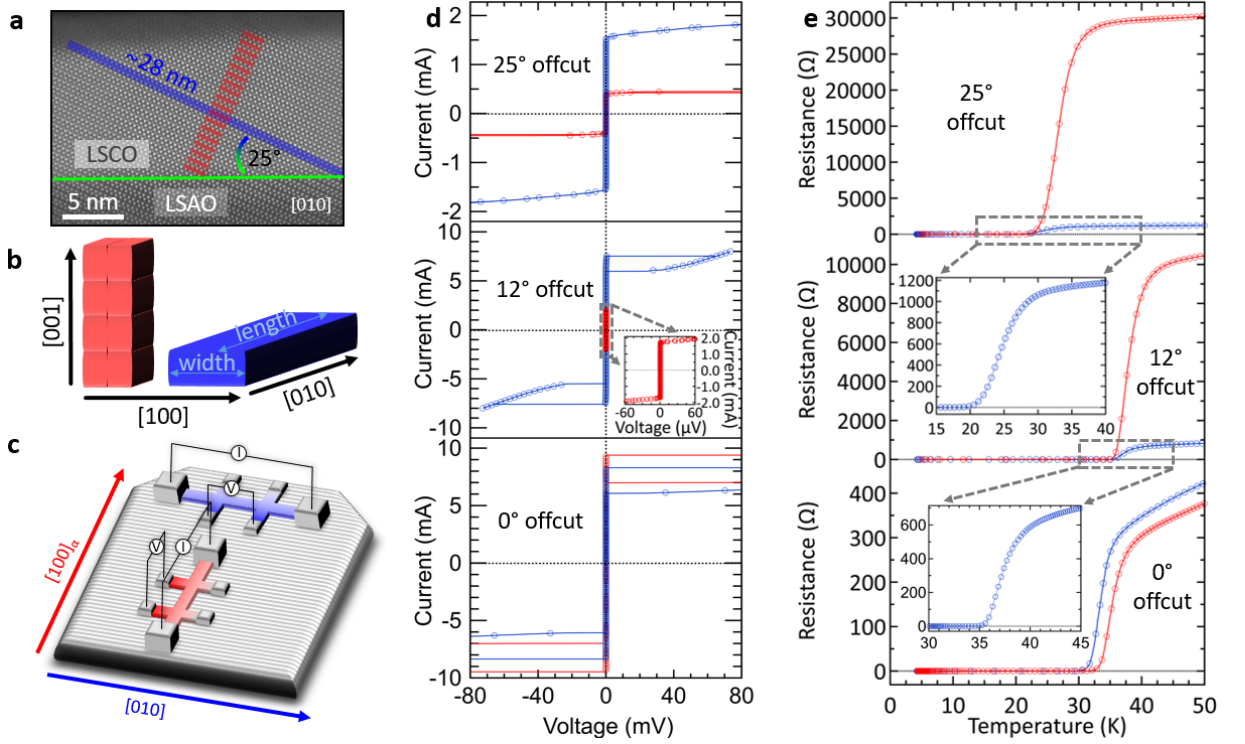 a
~28 nm
25°
LSCO
LSAO
5 nm
[010]
b
[001]
length
width
[100]
[010]
c
I
V
V
I
[100]α
[010]
d
2
1
0
-1
-2
Current (mA)
25° offcut
10
5
0
-5
-10
Current (mA)
12° offcut
2.0
1.0
0.0
-1.0
-2.0
Current (mA)
-60
0
60
Voltage (µV)
10
5
0
-5
-10
Current (mA)
0° offcut
-80
-40
0
40
80
Voltage (mV)
e
30000
25000
20000
15000
10000
5000
0
Resistance (Ω)
25°
offcut
1200
1000
800
600
400
200
0
15
20
25
30
35
40
10000
8000
6000
4000
2000
0
Resistance (Ω)
12°
offcut
600
400
200
0
30
35
40
45
400
300
200
100
0
Resistance (Ω)
0°
offcut
0
10
20
30
40
50
Temperature (K)